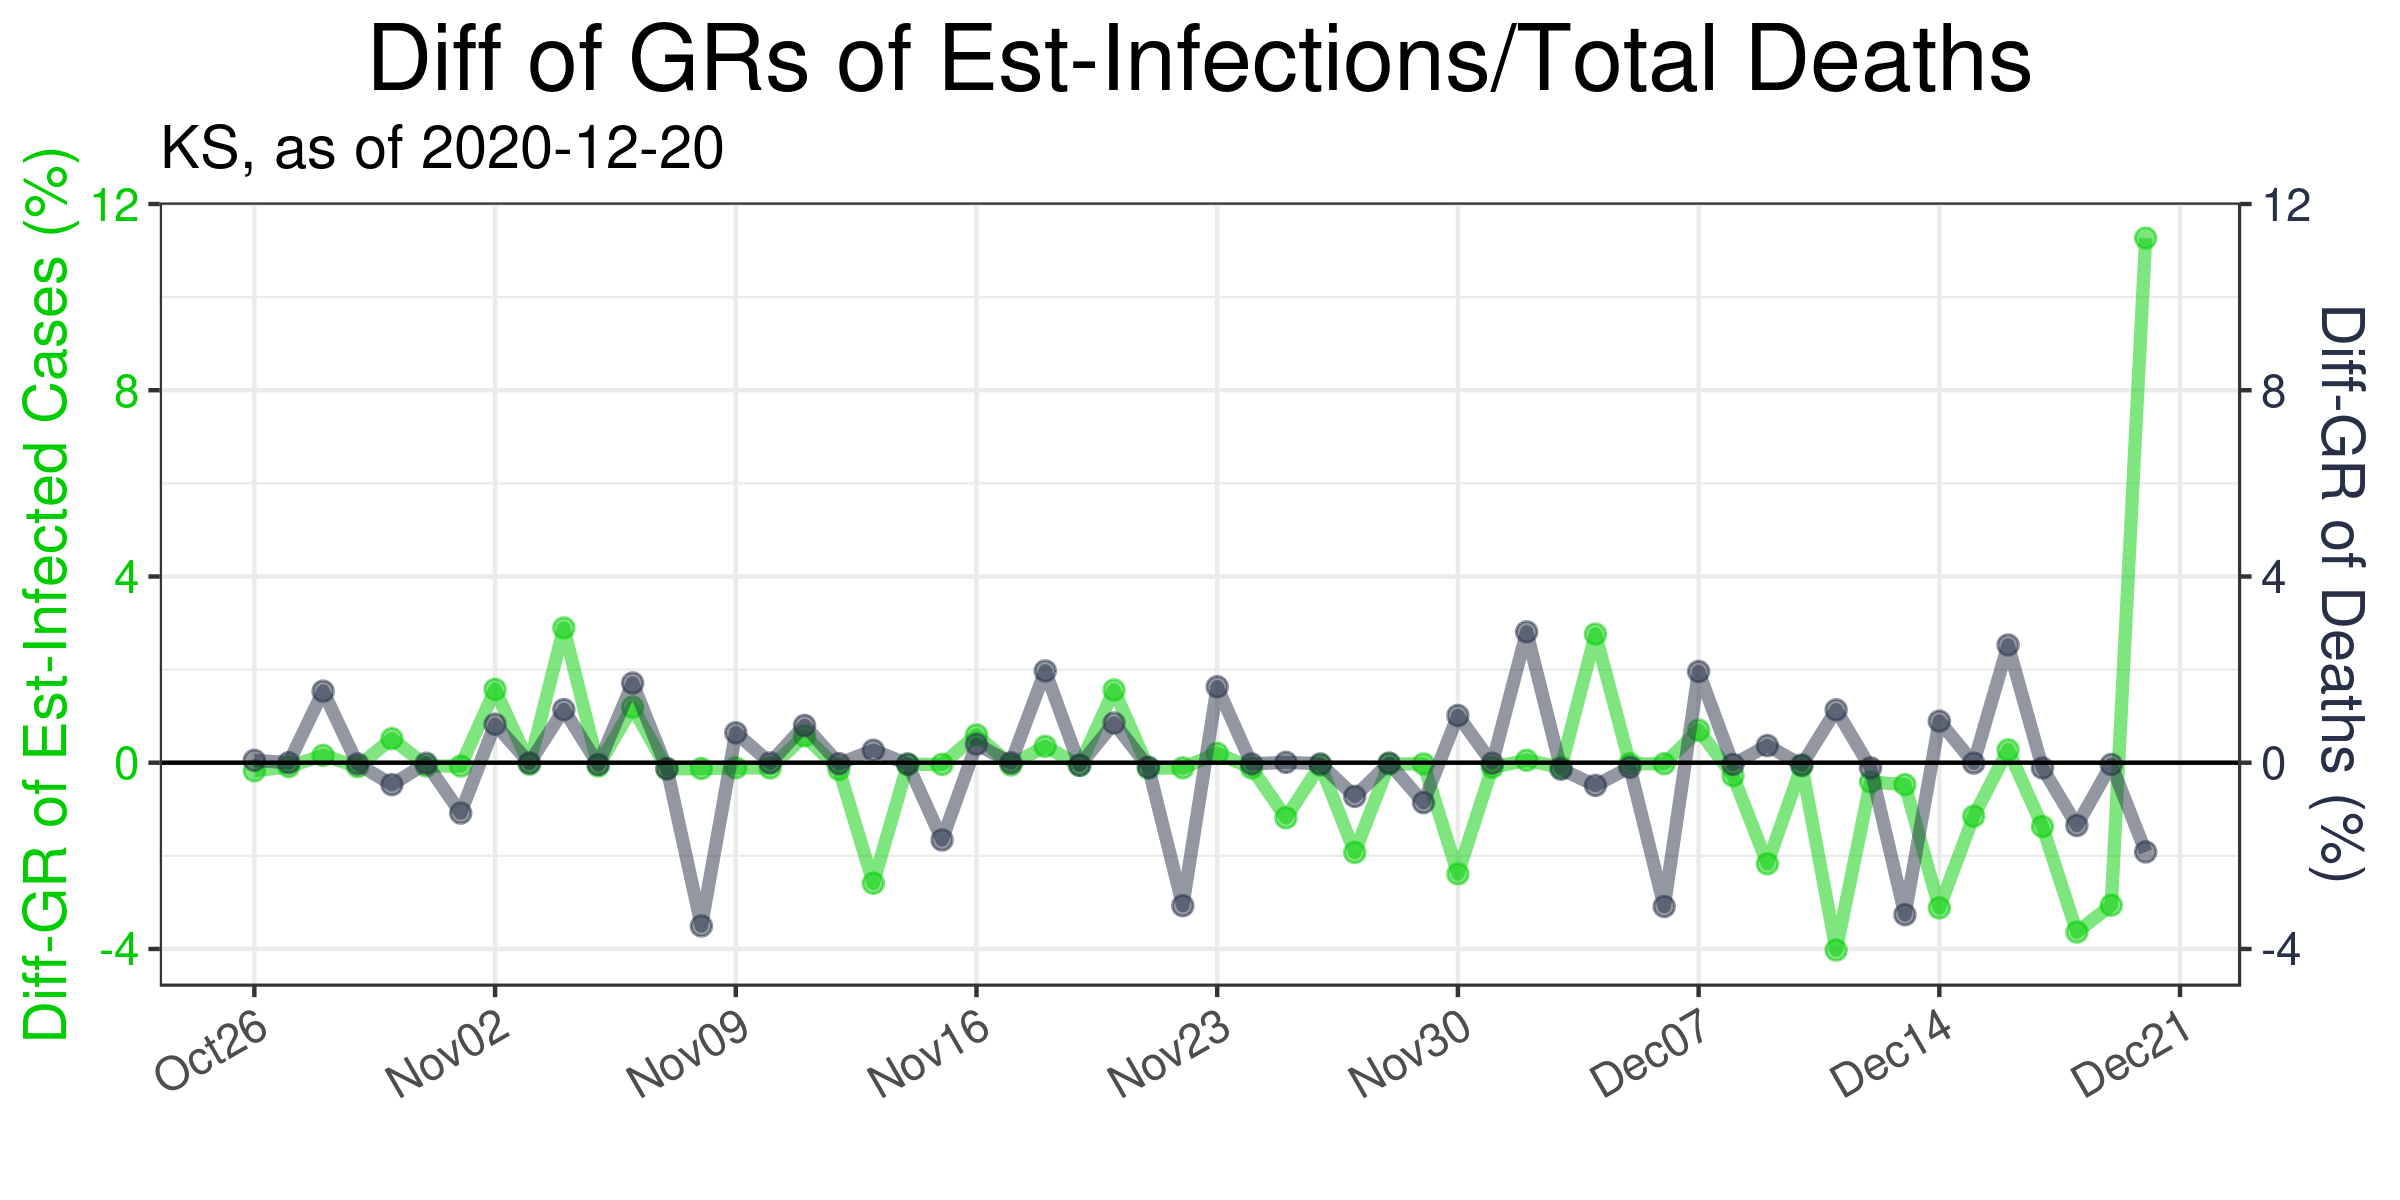 Diff of GRs of Est-Infections/Total Deaths
KS, as of 2020-12-20
Diff-GR of Est-Infected Cases (%)
12
8
4
0
-4
12
8
4
0
-4
Diff-GR of Deaths (%)
Oct26
Nov02
Nov09
Nov16
Nov23
Nov30
Dec07
Dec14
Dec21